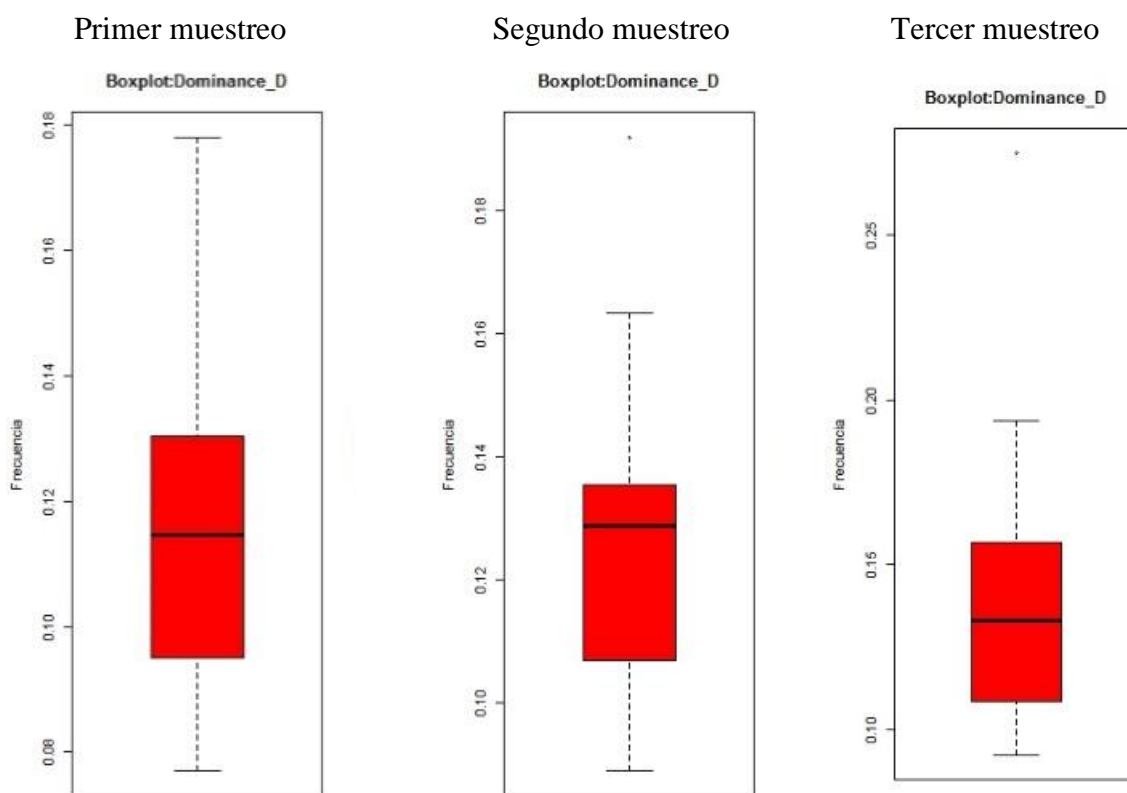 Primer muestreo
Segundo muestreo
Tercer muestreo
Boxplot:Dominance_D
0.18
0.16
0.14
0.12
0.10
0.08
Frecuencia
Boxplot:Dominance_D
0.18
0.16
0.14
0.12
0.10
Boxplot:Dominance_D
0.25
0.20
0.15
0.10
Frecuencia